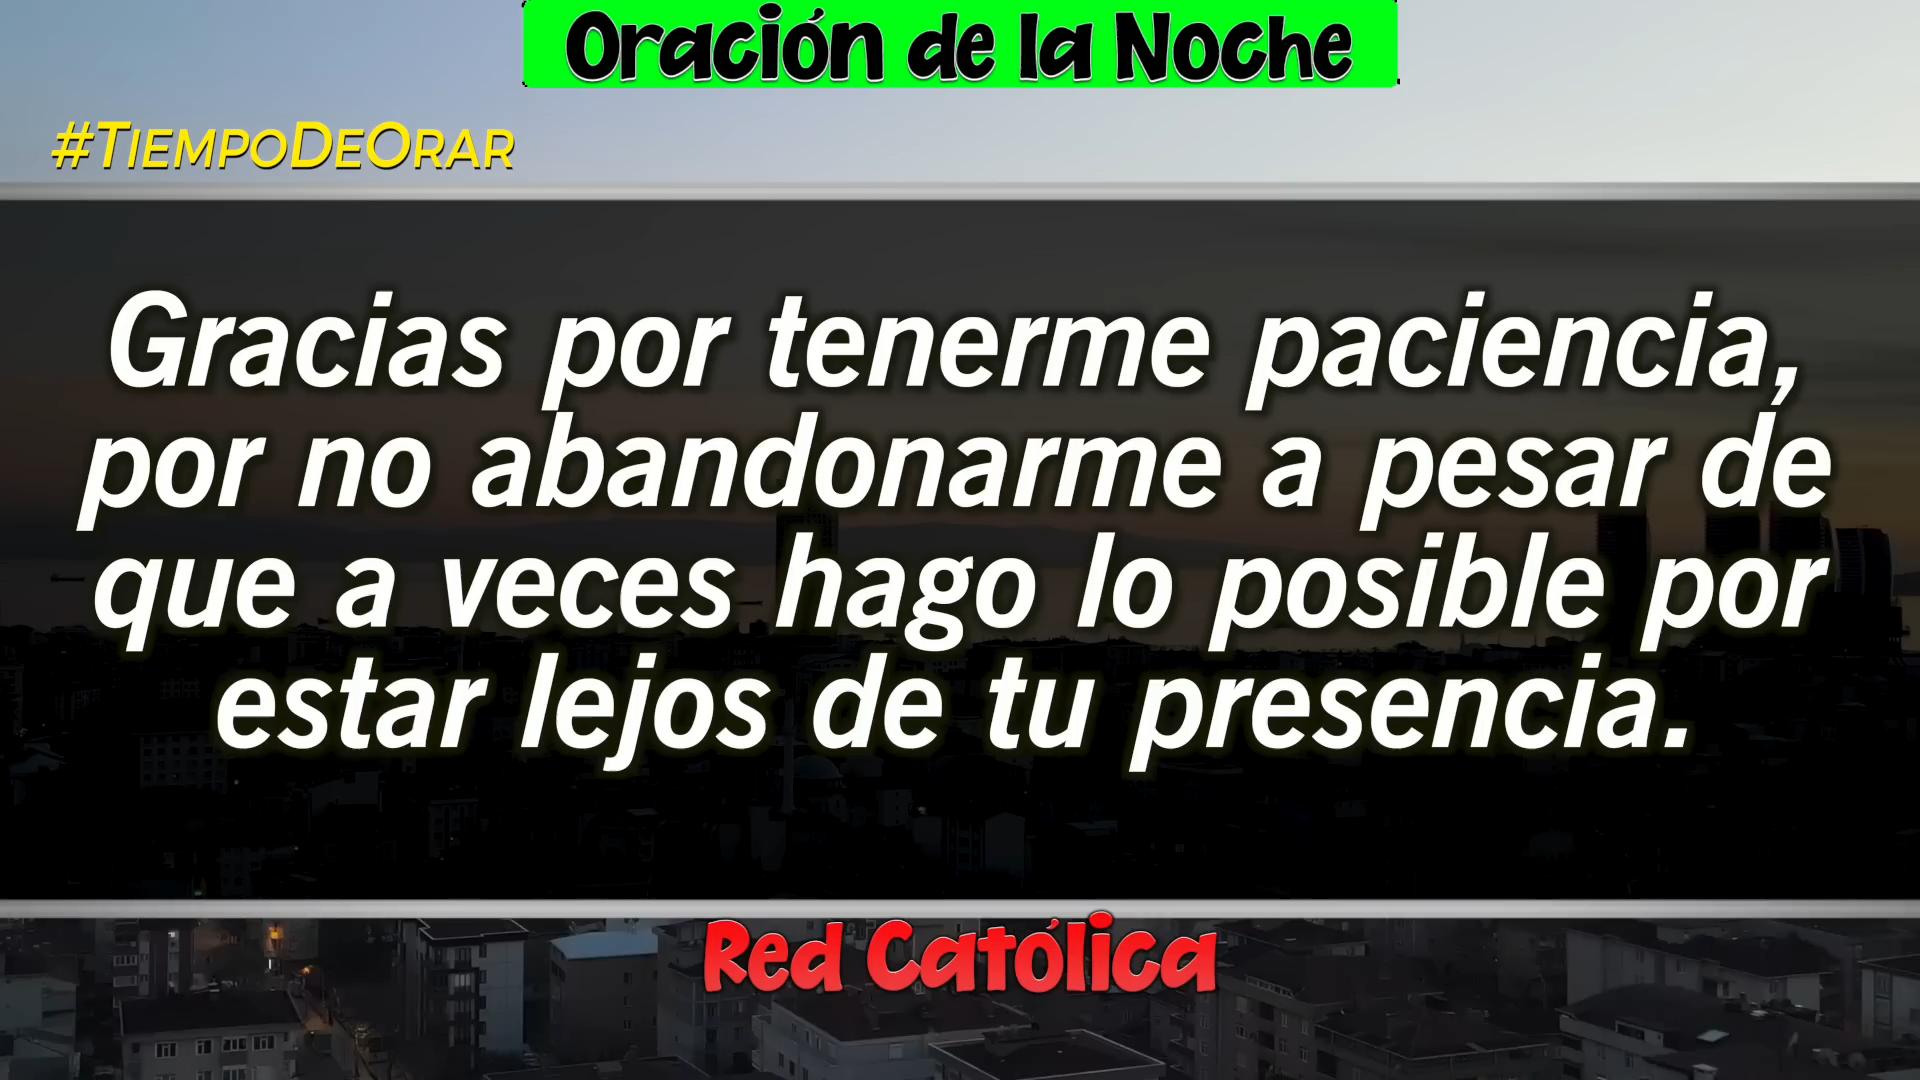 Oración de la Noche
#TiempoDeOrar
Gracias por tenerme paciencia,
por no abandonarme a pesar de
que a veces hago lo posible por
estar lejos de tu presencia.
Red Católica